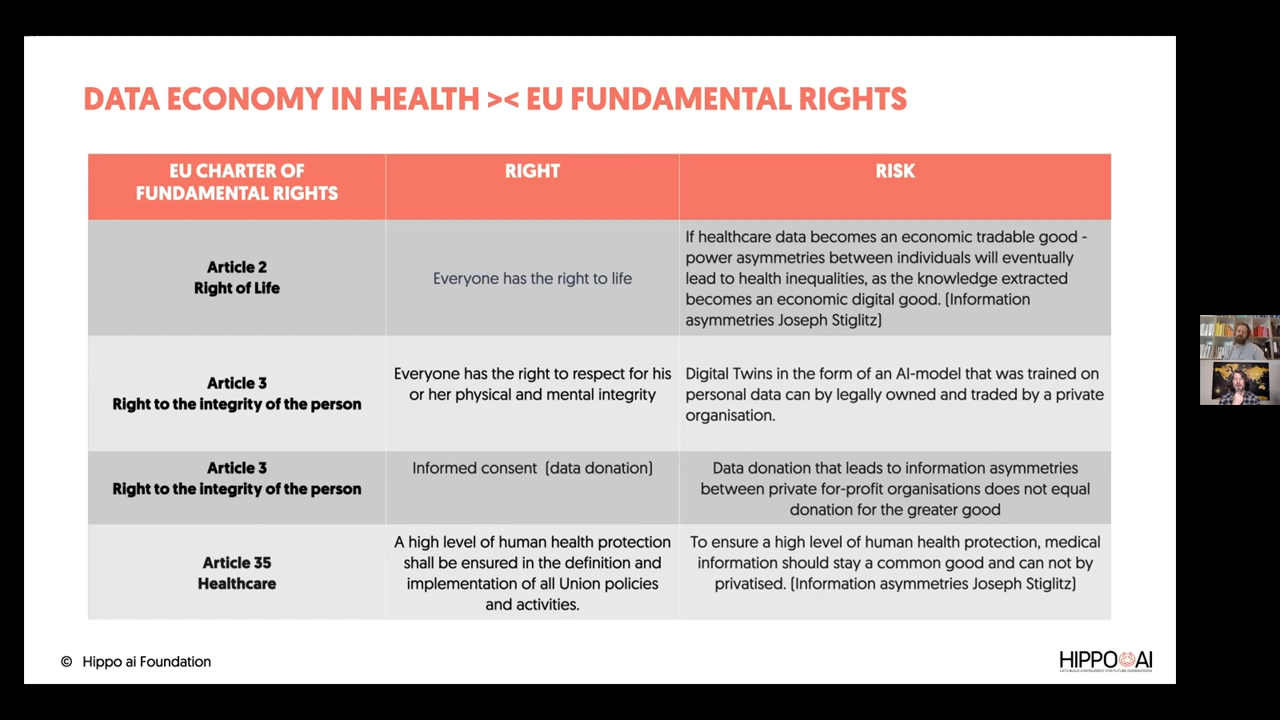 DATA ECONOMY IN HEALTH >< EU FUNDAMENTAL RIGHTS
EU CHARTER OF
FUNDAMENTAL RIGHTS
RIGHT
RISK
Article 2
Right of Life
Everyone has the right to life
If healthcare data becomes an economic tradable good -
power asymmetries between individuals will eventually
lead to health inequalities, as the knowledge extracted
becomes an economic digital good. (Information
asymmetries Joseph Stiglitz)
Article 3
Right to the integrity of the person
Everyone has the right to respect for his
or her physical and mental integrity
Digital Twins in the form of an AI-model that was trained on
personal data can by legally owned and traded by a private
organisation.
Article 3
Right to the integrity of the person
Informed consent (data donation)
Data donation that leads to information asymmetries
between private for-profit organisations does not equal
donation for the greater good
Article 35
Healthcare
A high level of human health protection
shall be ensured in the definition and
implementation of all Union policies
and activities.
To ensure a high level of human health protection, medical
information should stay a common good and can not by
privatised. (Information asymmetries Joseph Stiglitz)
© Hippo ai Foundation
HIPPO AI